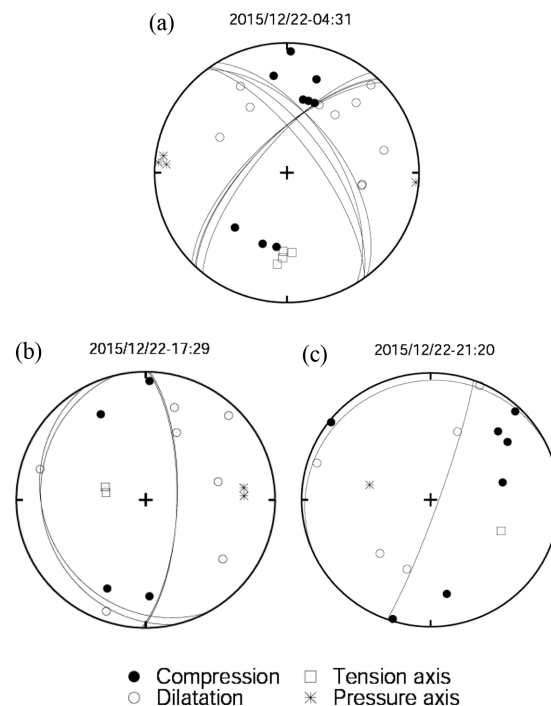 (a)
2015/12/22-04:31
(b)
2015/12/22-17:29
(c)
2015/12/22-21:20
Compression
Tension axis
Dilatation
Pressure axis